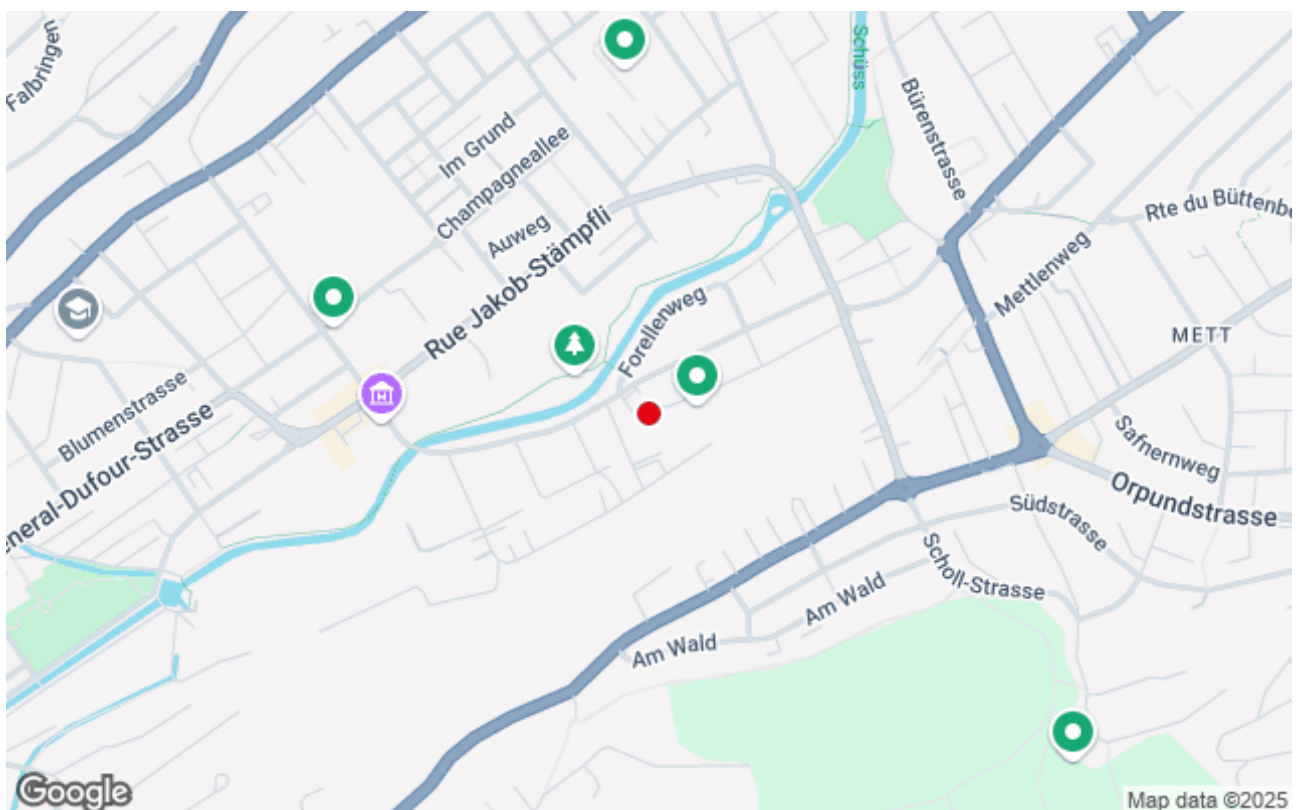 Falbringen
Schüss
Bürenstrasse
Im Grund
Champagneallee
Auweg
Rue Jakob-Stämpfli
Rte du Büttenbe
Mettlenweg
METT
Forellenweg
Blumenstrasse
eneral-Dufour-Strasse
Safnernweg
Orpundstrasse
Südstrasse
Scholl-Strasse
Am Wald
Am Wald
Google
Map data ©2025